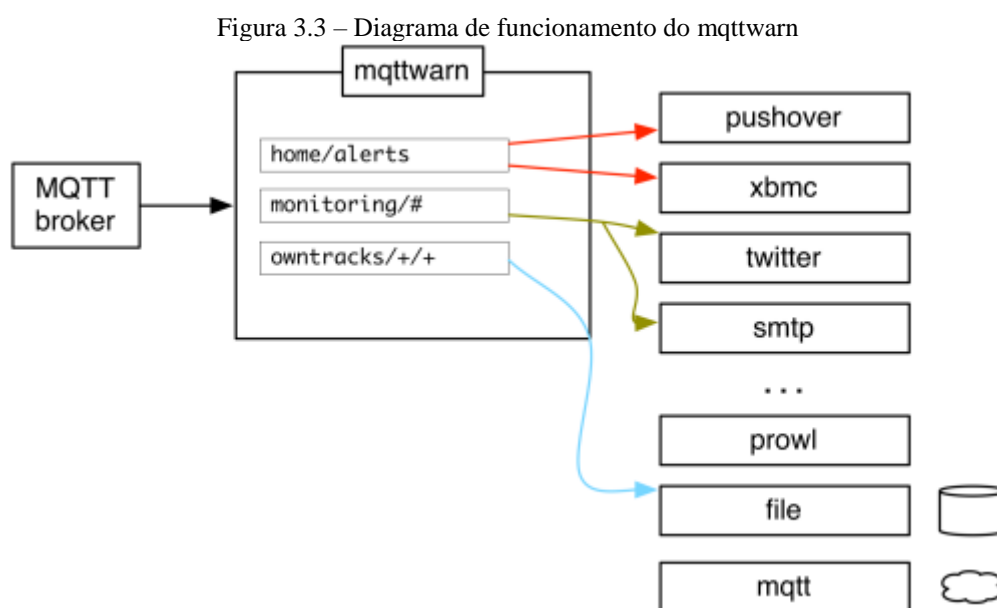 Figura 3.3 – Diagrama de funcionamento do mqttwarn
mqttwarn
MQTT
broker
home/alerts
monitoring/#
owntracks/+/+
pushover
xbmc
twitter
smtp
...
prowl
file
mqtt